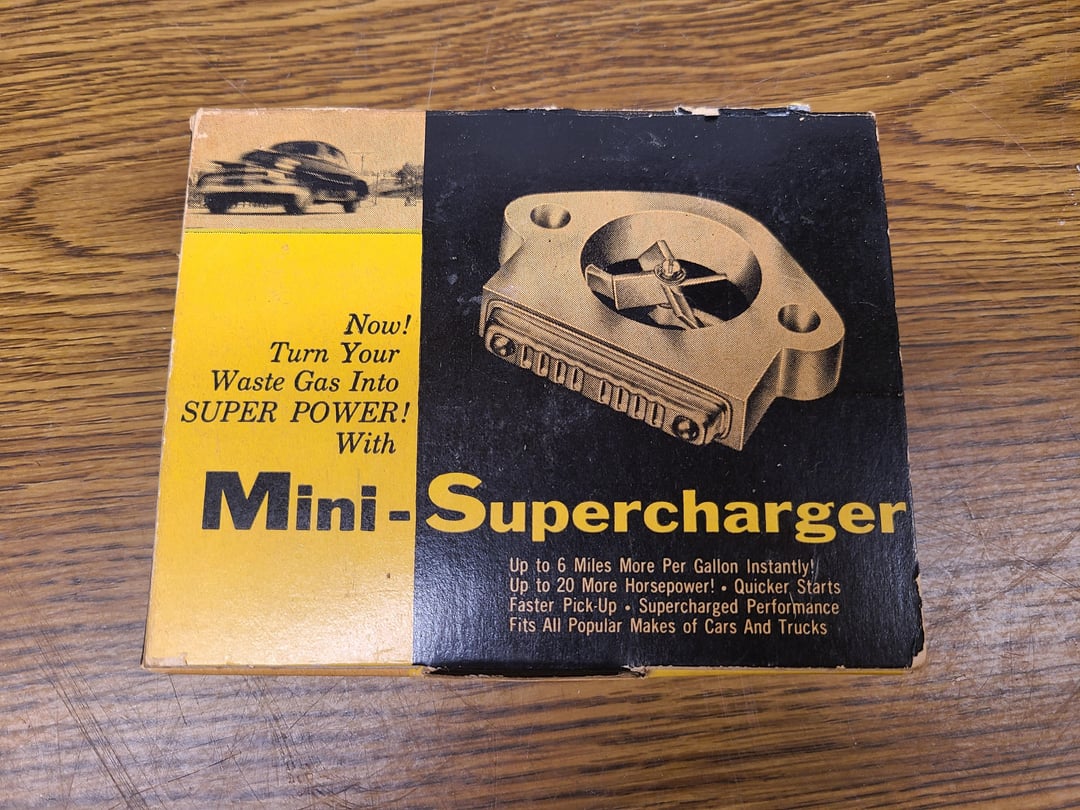 Now!
Turn Your
Waste Gas Into
SUPER POWER!
With
Mini-Supercharger
Up to 6 Miles More Per Gallon Instantly!
Up to 20 More Horsepower! • Quicker Starts
Faster Pick-Up • Supercharged Performance
Fits All Popular Makes of Cars And Trucks